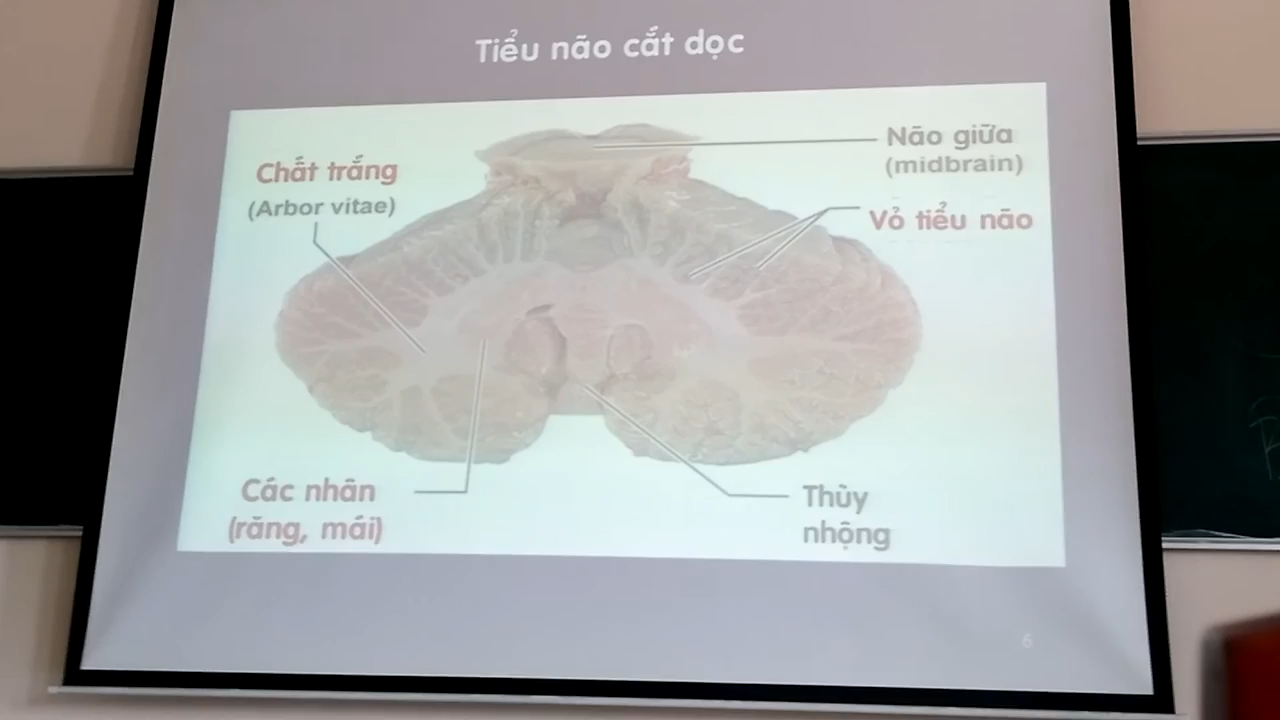 Tiểu não cắt dọc
Chất trắng
(Arbor vitae)
Não giữa
(midbrain)
Vỏ tiểu não
Các nhân
(răng, mái)
Thùy
nhộng
6